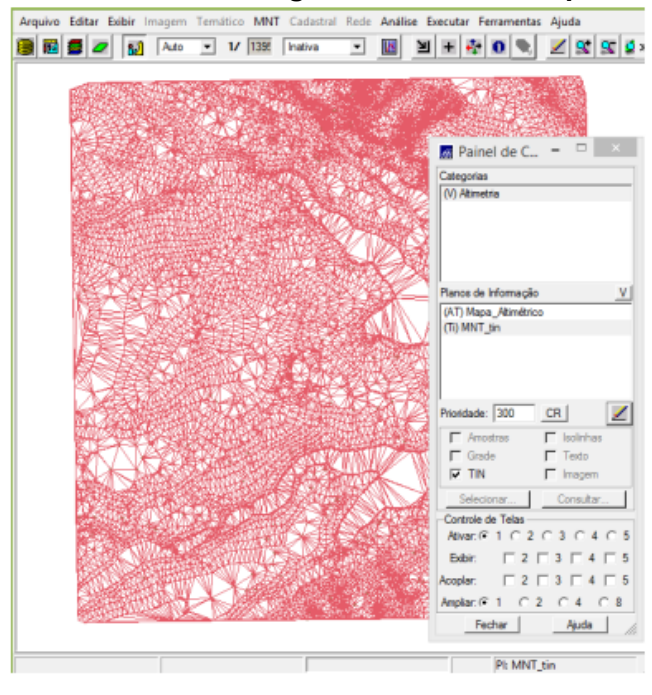 Arquivo Editar Exibir Imagem Temático MNT Cadastral Rede Análise Executar Ferramentas Ajuda
Auto 1/ 139 Inativa
Painel de C...
Categorias
(V) Altimetria
Planos de Informação V
(AT) Mapa_Altimétrico
(Ti) MNT_tin
Prioridade: 300 CR
Amostras Isolinhas
Grade Texto
TIN Imagem
Selecionar... Consultar...
Controle de Telas
Ativar: 1 2 3 4 5
Exibir: 2 3 4 5
Acoplar: 2 3 4 5
Ampliar: 1 2 4 8
Fechar Ajuda
PI: MNT_tin